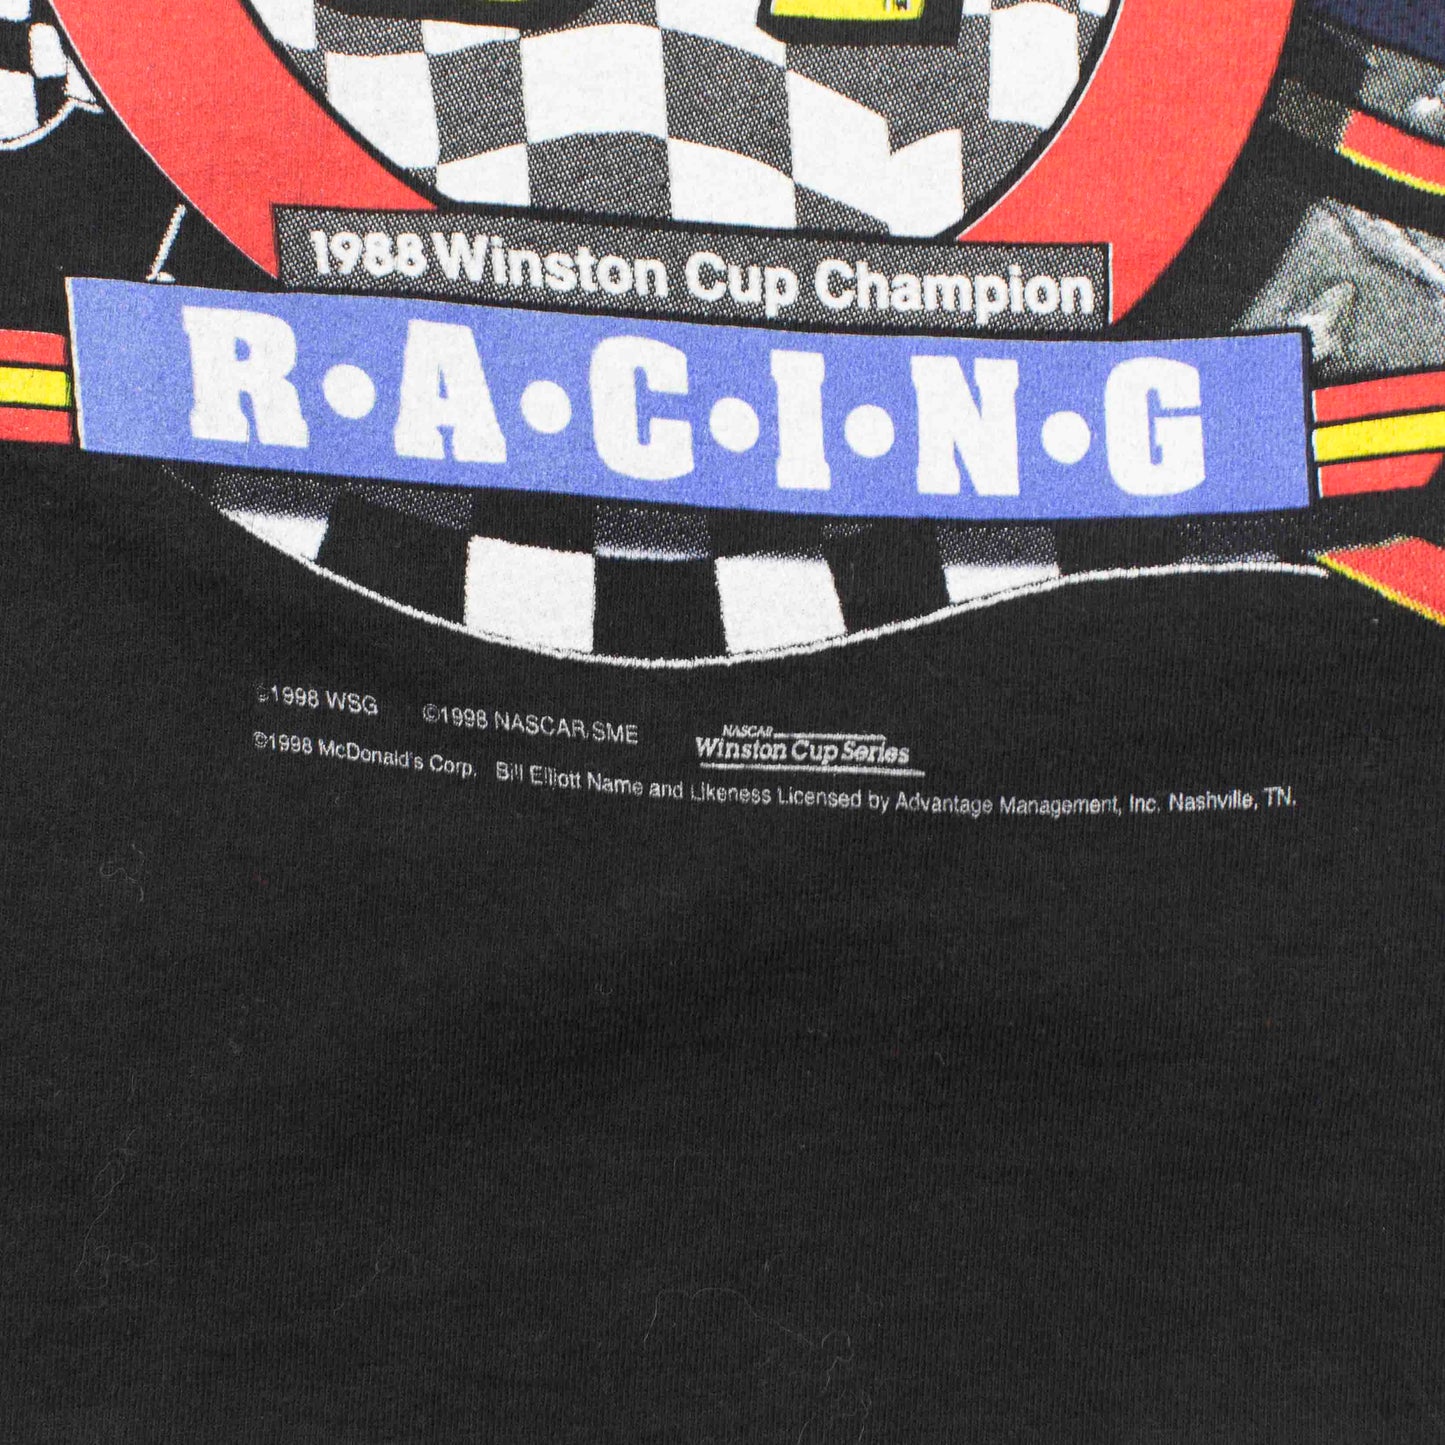 TM
1988 Winston Cup Champion
R•A•C•I•N•G
©1998 WSG ©1998 NASCAR SME
NASCAR
Winston Cup Series
©1998 McDonald's Corp. Bill Elliott Name and Likeness Licensed by Advantage Management, Inc. Nashville, TN.